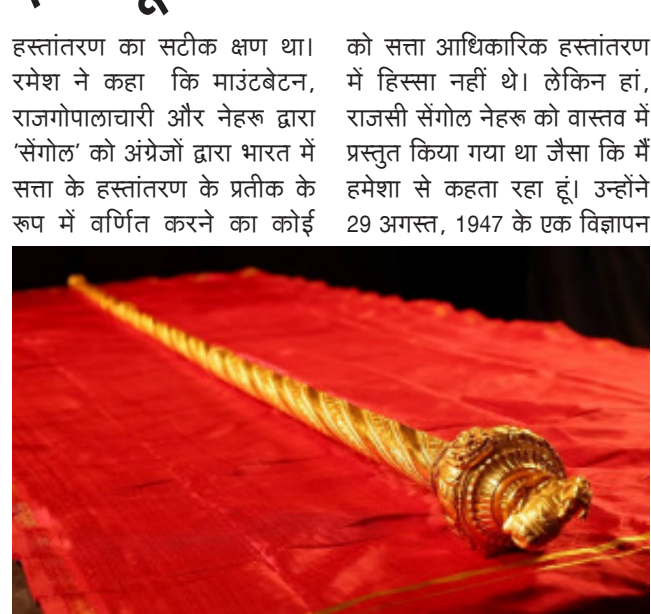 हस्तांतरण का सटीक क्षण था।
रमेश ने कहा कि माउंटबेटन,
राजगोपालाचारी और नेहरू द्वारा
'सेंगोल' को अंग्रेजों द्वारा भारत में
सत्ता के हस्तांतरण के प्रतीक के
रूप में वर्णित करने का कोई
को सत्ता आधिकारिक हस्तांतरण
में हिस्सा नहीं थे। लेकिन हां,
राजसी सेंगोल नेहरू को वास्तव में
प्रस्तुत किया गया था जैसा कि मैं
हमेशा से कहता रहा हूं। उन्होंने
29 अगस्त, 1947 के एक विज्ञापन